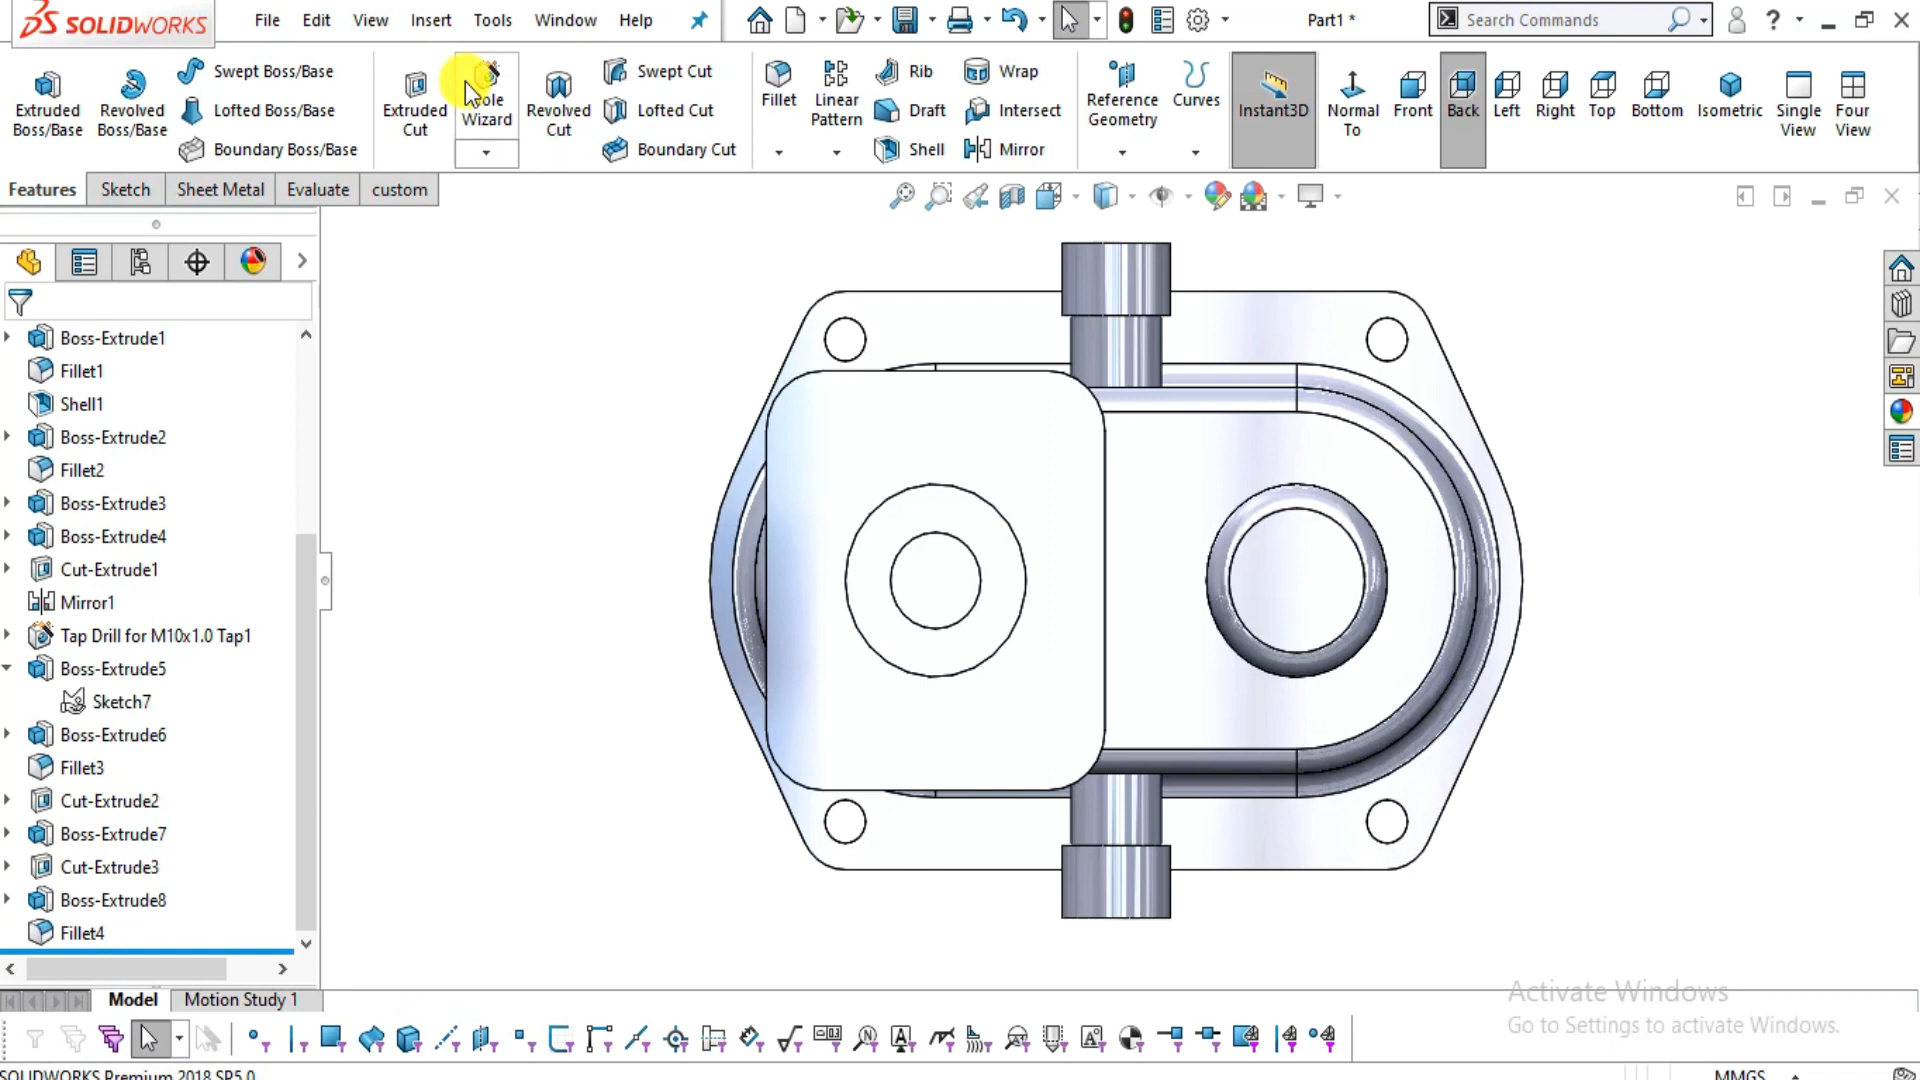 SOLIDWORKS
File Edit View Insert Tools Window Help
Part1 *
Search Commands
Extruded Boss/Base
Revolved Boss/Base
Swept Boss/Base
Lofted Boss/Base
Boundary Boss/Base
Extruded Cut
ole Wizard
Revolved Cut
Swept Cut
Lofted Cut
Boundary Cut
Fillet
Linear Pattern
Rib
Draft
Shell
Wrap
Intersect
Mirror
Reference Geometry
Curves
Instant3D
Normal To
Front
Back
Left
Right
Top
Bottom
Isometric
Single View
Four View
Features Sketch Sheet Metal Evaluate custom
Boss-Extrude1
Fillet1
Shell1
Boss-Extrude2
Fillet2
Boss-Extrude3
Boss-Extrude4
Cut-Extrude1
Mirror1
Tap Drill for M10x1.0 Tap1
Boss-Extrude5
Sketch7
Boss-Extrude6
Fillet3
Cut-Extrude2
Boss-Extrude7
Cut-Extrude3
Boss-Extrude8
Fillet4
Model Motion Study 1
Activate Windows
Go to Settings to activate Windows.
SOLIDWORKS Premium 2018 SP5.0
MMGS